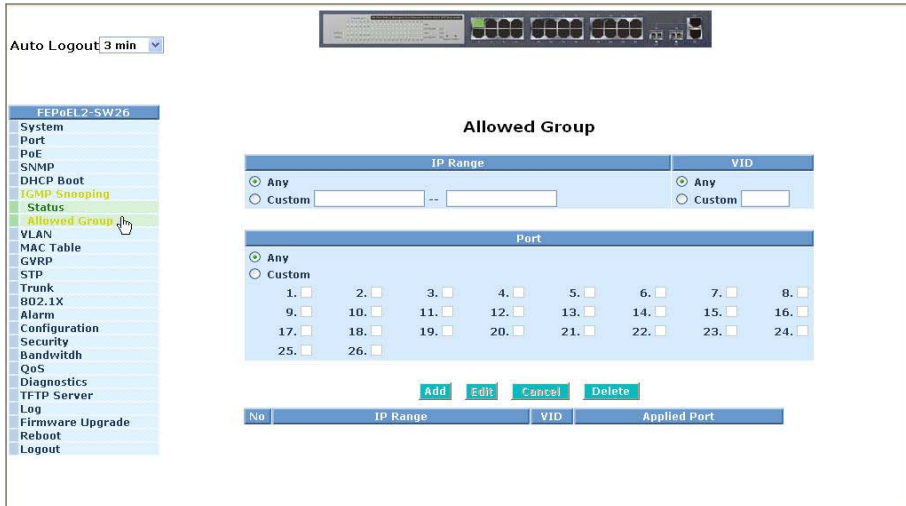 Auto Logout 3 min
FEPoEL2-SW26
System
Port
PoE
SNMP
DHCP Boot
IGMP Snooping
Status
Allowed Group
VLAN
MAC Table
GVRP
STP
Trunk
802.1X
Alarm
Configuration
Security
Bandwitdh
QoS
Diagnostics
TFTP Server
Log
Firmware Upgrade
Reboot
Logout
Allowed Group
IP Range VID
Any Any
Custom -- Custom
Port
Any
Custom
1. 2. 3. 4. 5. 6. 7. 8.
9. 10. 11. 12. 13. 14. 15. 16.
17. 18. 19. 20. 21. 22. 23. 24.
25. 26.
Add Edit Cancel Delete
No IP Range VID Applied Port